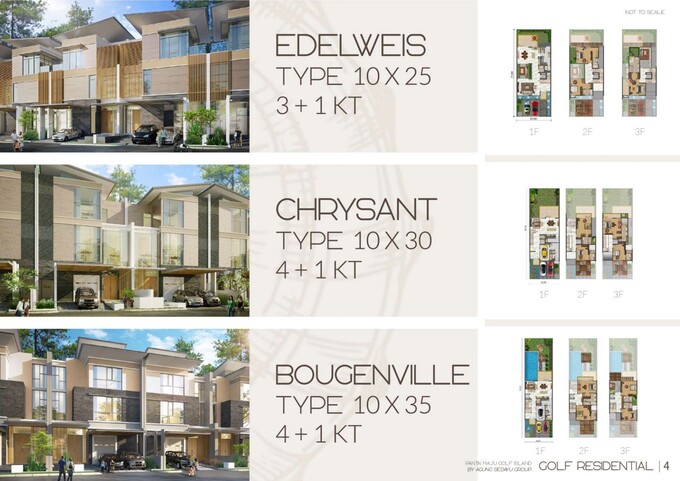 NOT TO SCALE
EDELWEIS
TYPE 10 X 25
3 + 1 KT
1F 2F 3F
CHRYSANT
TYPE 10 X 30
4 + 1 KT
1F 2F 3F
BOUGENVILLE
TYPE 10 X 35
4 + 1 KT
1F 2F 3F
PANTAI MAJU GOLF ISLAND
BY AGUNG SEDAYU GROUP
GOLF RESIDENTIAL | 4